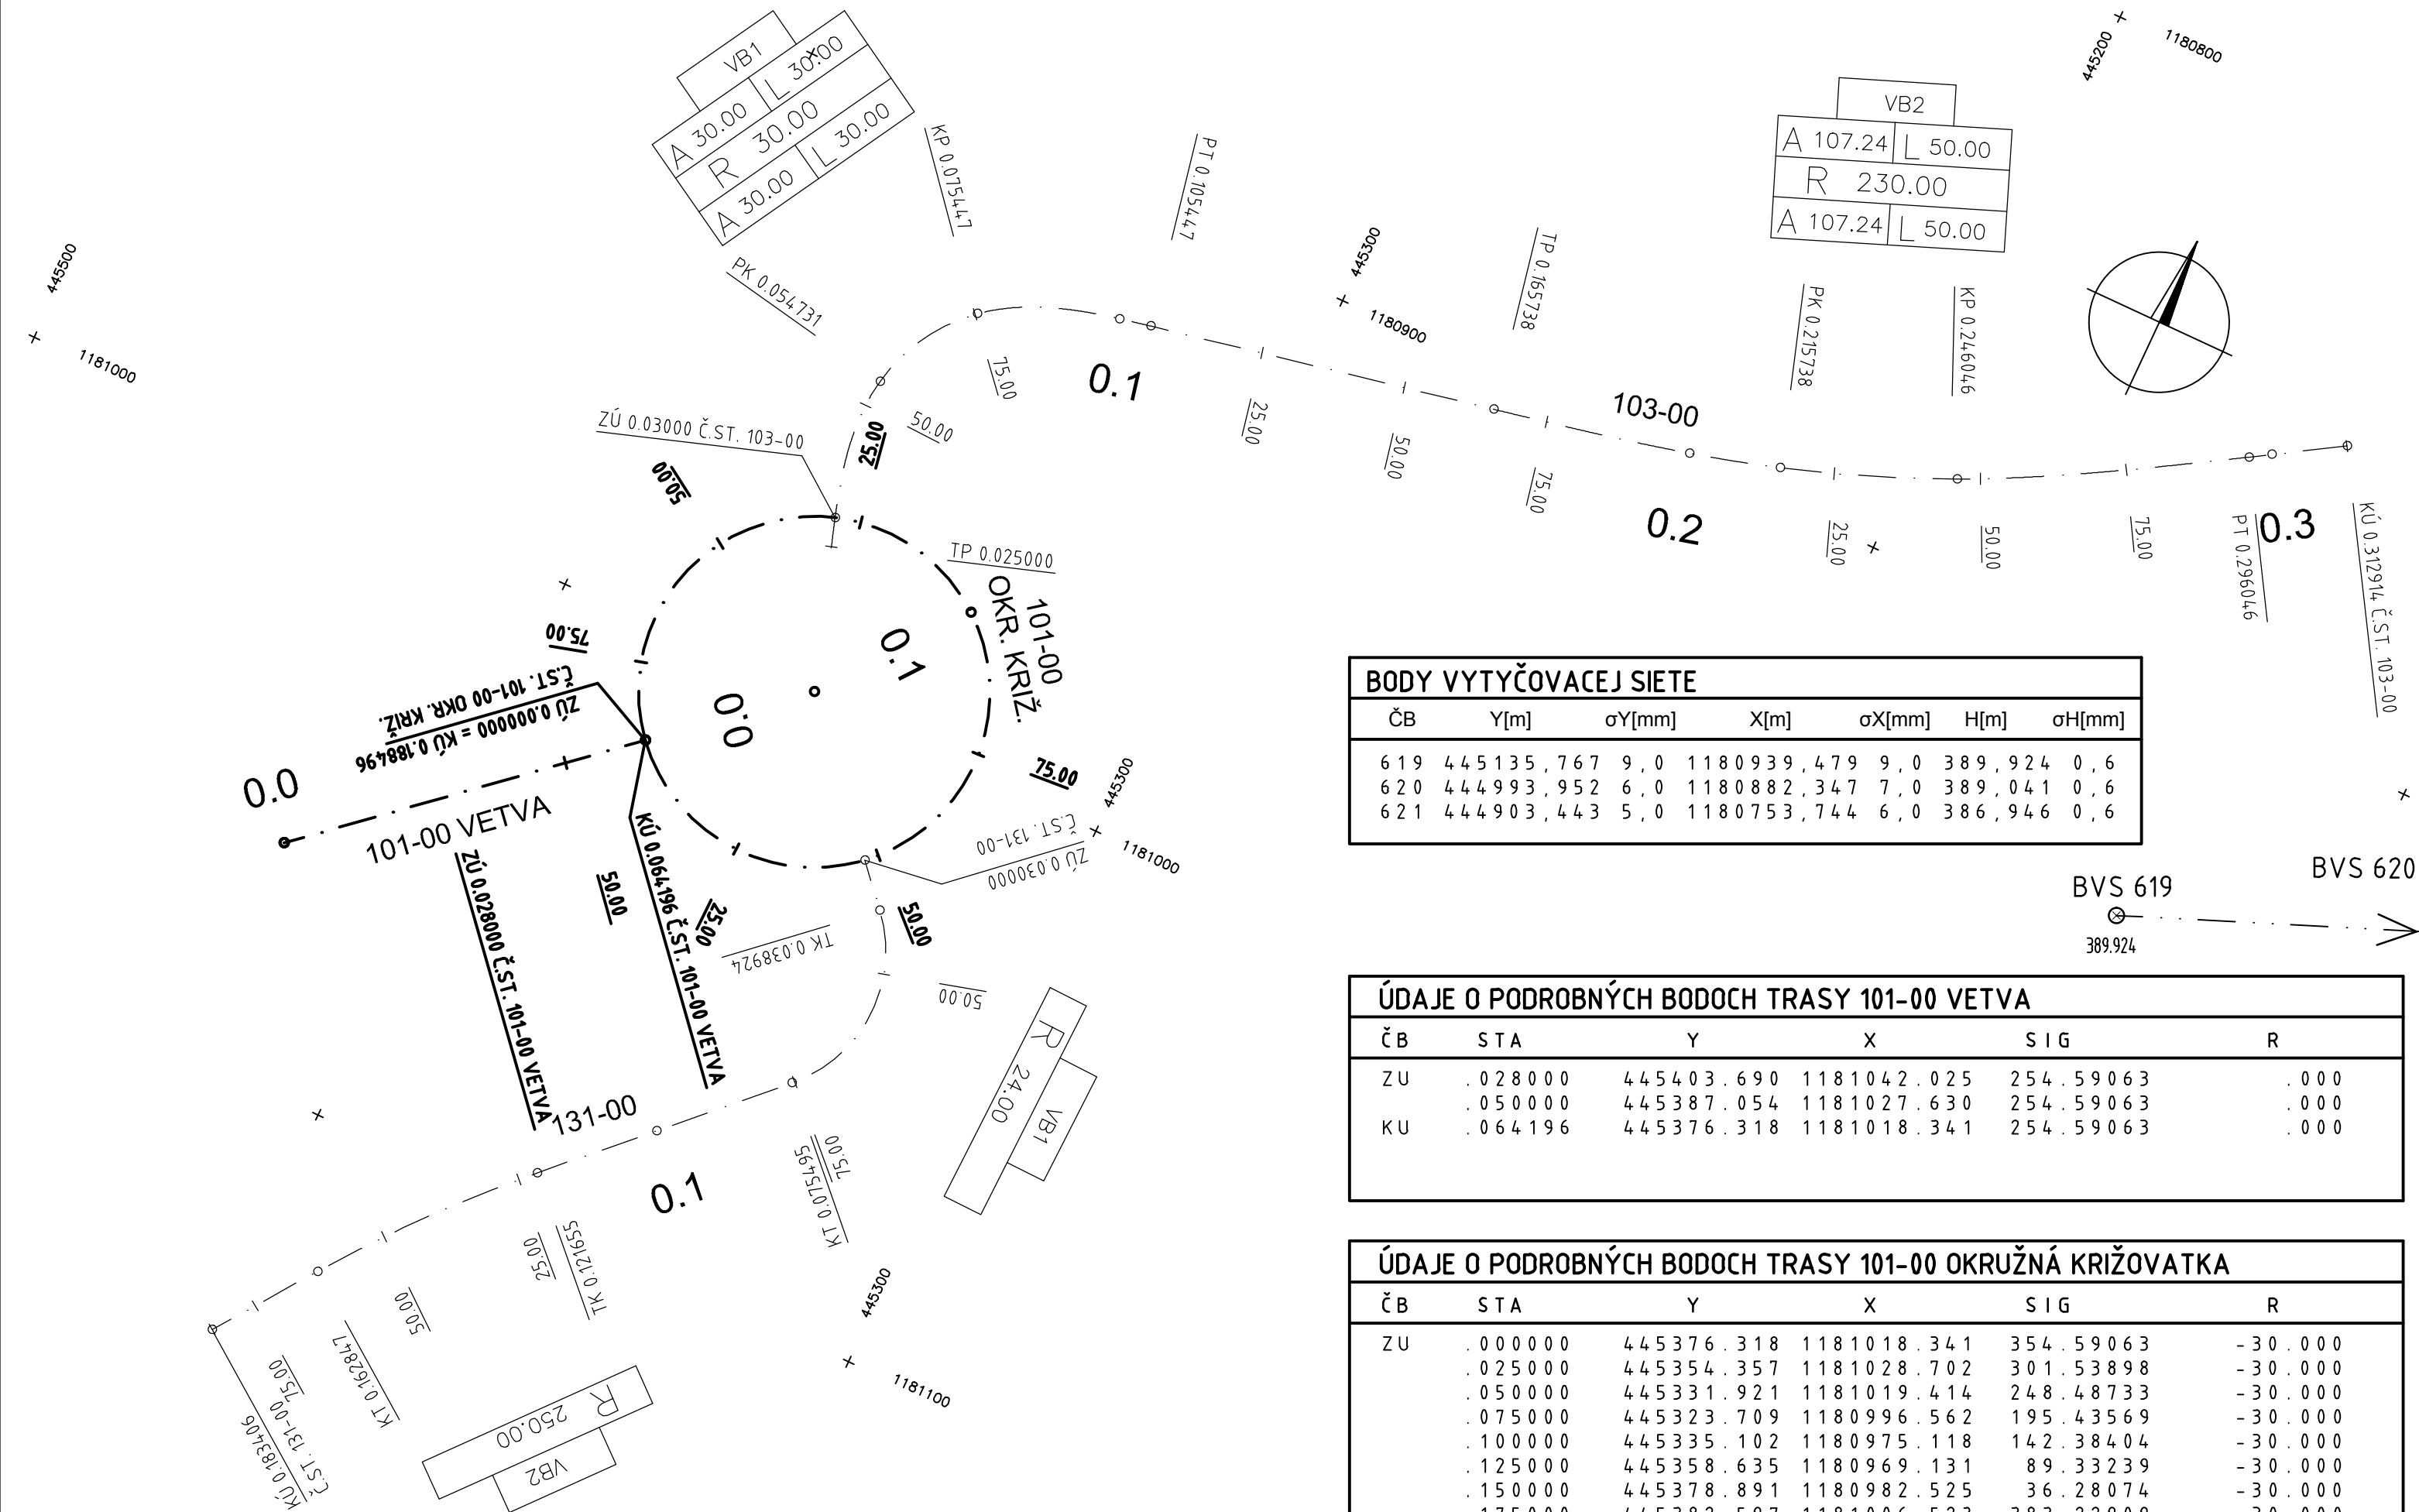 VB1
A 30.00 L 30.00
R 30.00
A 30.00 L 30.00
KP 0.075447
PT 0.105447
VB2
A 107.24 L 50.00
R 230.00
A 107.24 L 50.00
445200
1180800
445500
1181000
PK 0.054731
445300
1180900
TP 0.165738
PK 0.215738
KP 0.246046
75.00
0.1
50.00
25.00
25.00
103-00
ZÚ 0.03000 Č.ST. 103-00
50.00
50.00
75.00
0.2
25.00
50.00
75.00
PT 0.296046
0.3
KÚ 0.312914 Č.ST. 103-00
TP 0.025000
101-00
OKR. KRIŽ.
0.1
0.0
75.00
ZÚ 0.000000 = KÚ 0.188496
Č.ST. 101-00 OKR. KRIŽ.
0.0
101-00 VETVA
75.00
445300
1181000
ZÚ 0.030000
Č.ST. 131-00
ZÚ 0.028000 Č.ST. 101-00 VETVA
50.00
KÚ 0.064196 Č.ST. 101-00 VETVA
25.00
TK 0.038924
50.00
50.00
R 24.00
VB1
131-00
0.1
KT 0.075495
75.00
TK 0.121655
25.00
50.00
KT 0.162847
75.00
KÚ 0.183406
Č.ST. 131-00
R 250.00
VB2
445300
1181100
BODY VYTYČOVACEJ SIETE
ČB Y[m] σY[mm] X[m] σX[mm] H[m] σH[mm]
619 445135,767 9,0 1180939,479 9,0 389,924 0,6
620 444993,952 6,0 1180882,347 7,0 389,041 0,6
621 444903,443 5,0 1180753,744 6,0 386,946 0,6
BVS 619
BVS 620
389.924
ÚDAJE O PODROBNÝCH BODOCH TRASY 101-00 VETVA
ČB STA Y X SIG R
ZU .028000 445403.690 1181042.025 254.59063 .000
.050000 445387.054 1181027.630 254.59063 .000
KU .064196 445376.318 1181018.341 254.59063 .000
ÚDAJE O PODROBNÝCH BODOCH TRASY 101-00 OKRUŽNÁ KRIŽOVATKA
ČB STA Y X SIG R
ZU .000000 445376.318 1181018.341 354.59063 -30.000
.025000 445354.357 1181028.702 301.53898 -30.000
.050000 445331.921 1181019.414 248.48733 -30.000
.075000 445323.709 1180996.562 195.43569 -30.000
.100000 445335.102 1180975.118 142.38404 -30.000
.125000 445358.635 1180969.131 89.33239 -30.000
.150000 445378.891 1180982.525 36.28074 -30.000